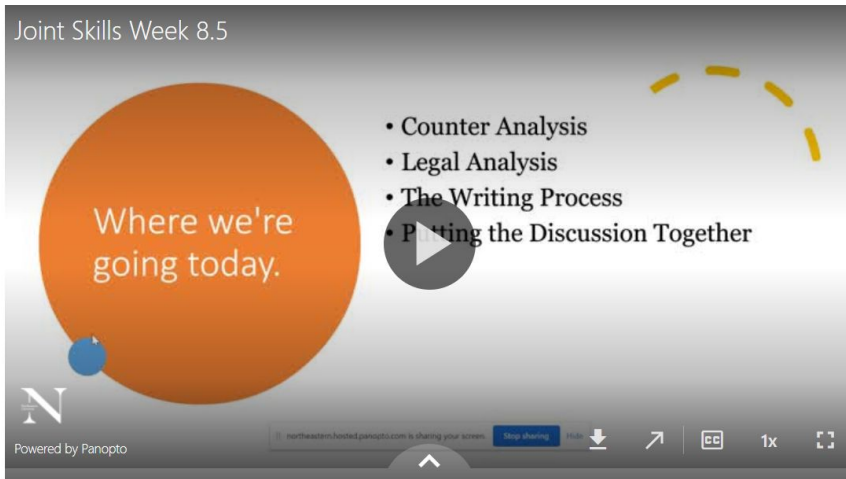 Joint Skills Week 8.5
Where we're
going today.
• Counter Analysis
• Legal Analysis
• The Writing Process
• Putting the Discussion Together
N
northeastern.hosted.panopto.com is sharing your screen.
Stop sharing
Hide
Powered by Panopto
CC
1x